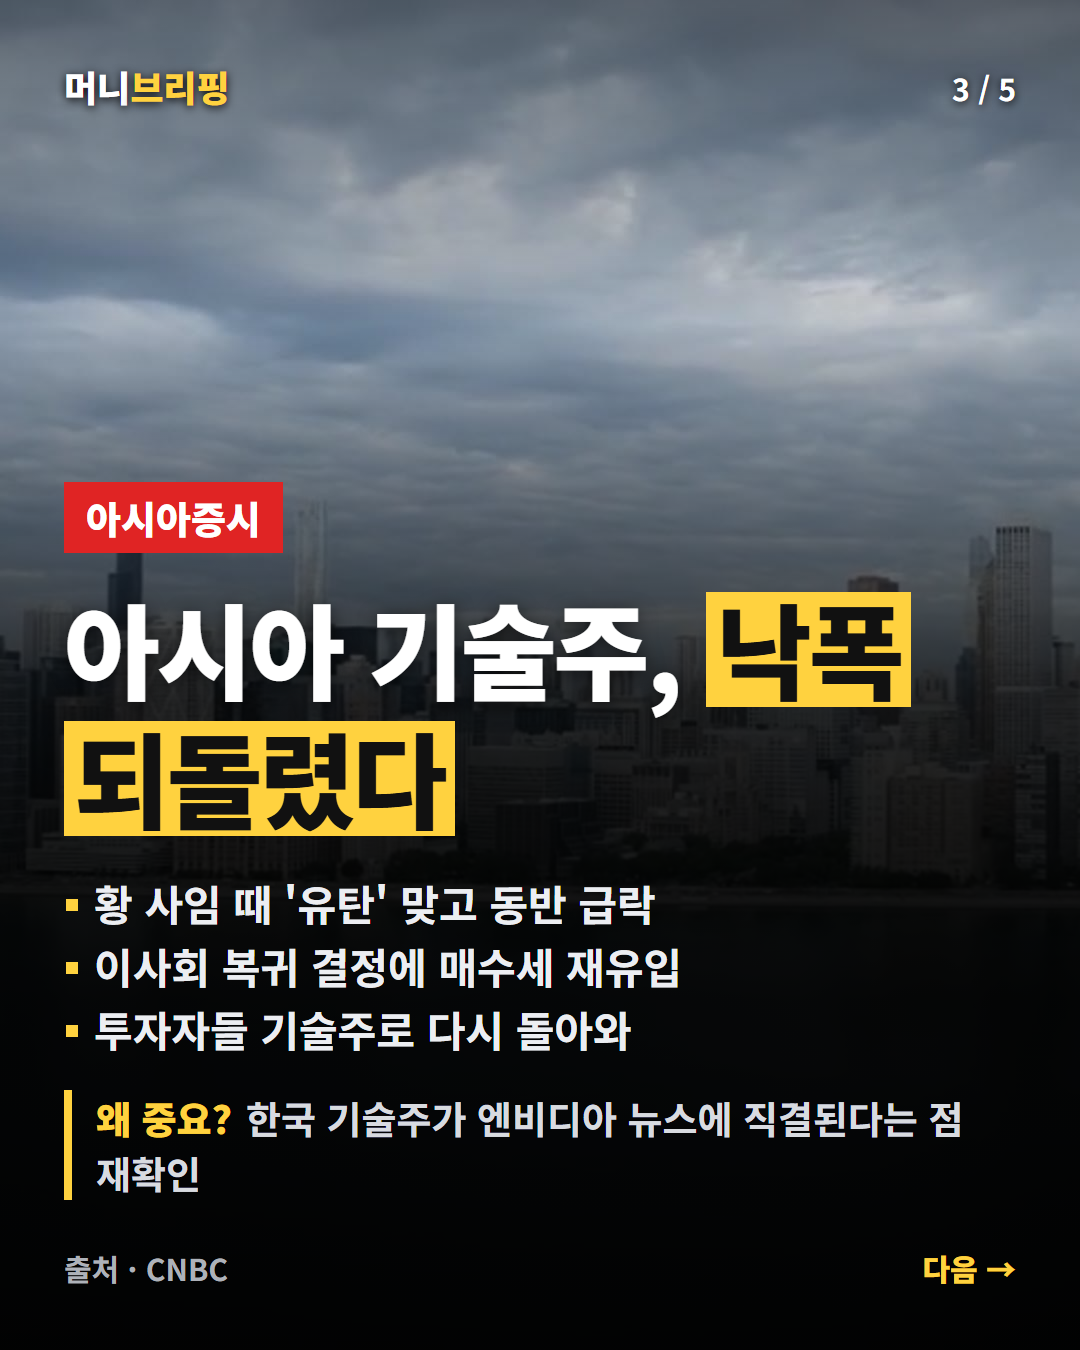 머니브리핑
3 / 5
아시아증시
아시아 기술주, 낙폭
되돌렸다
황 사임 때 '유탄' 맞고 동반 급락
이사회 복귀 결정에 매수세 재유입
투자자들 기술주로 다시 돌아와
왜 중요? 한국 기술주가 엔비디아 뉴스에 직결된다는 점
재확인
출처 · CNBC
다음 →